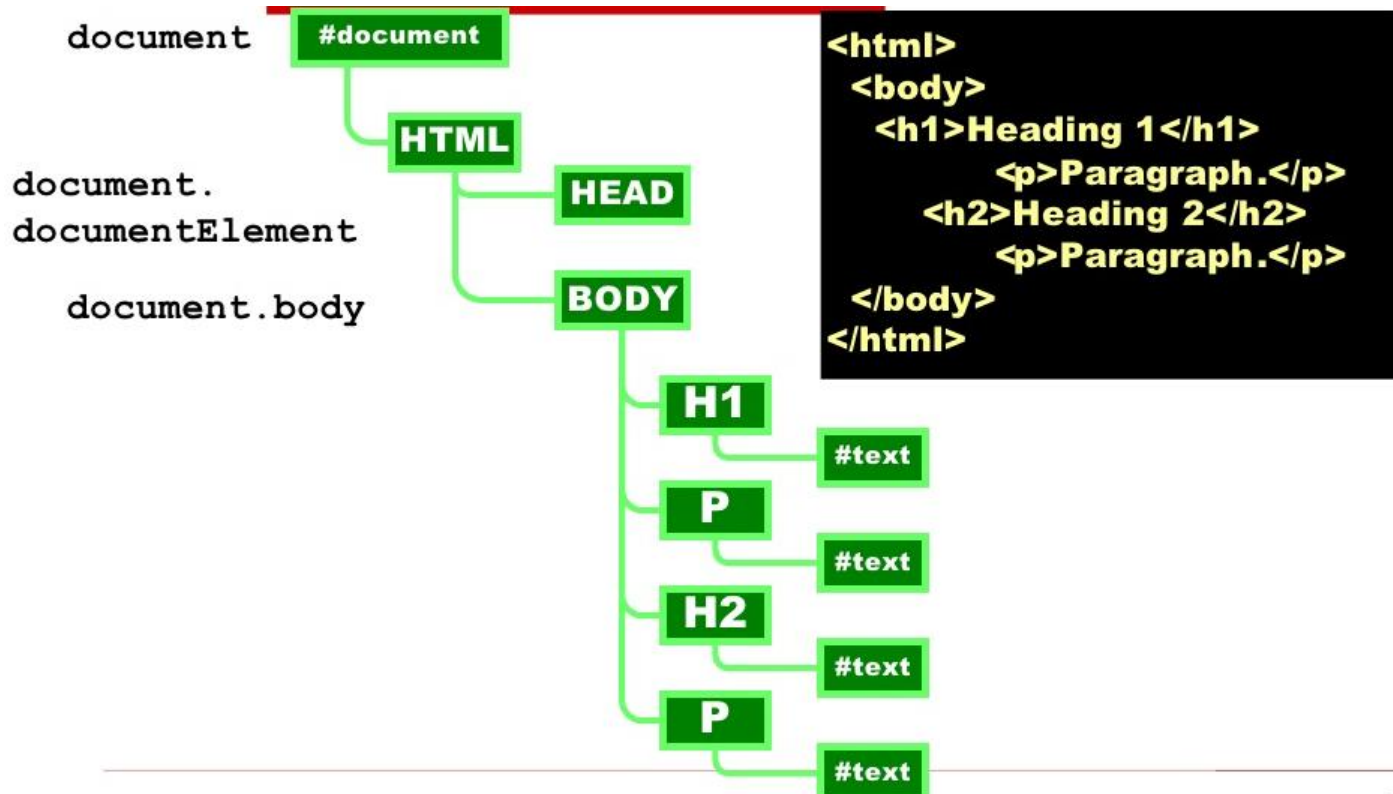 document
#document
HTML
document.
documentElement
HEAD
document.body
BODY
H1
#text
P
#text
H2
#text
P
#text
<html>
<body>
<h1>Heading 1</h1>
<p>Paragraph.</p>
<h2>Heading 2</h2>
<p>Paragraph.</p>
</body>
</html>